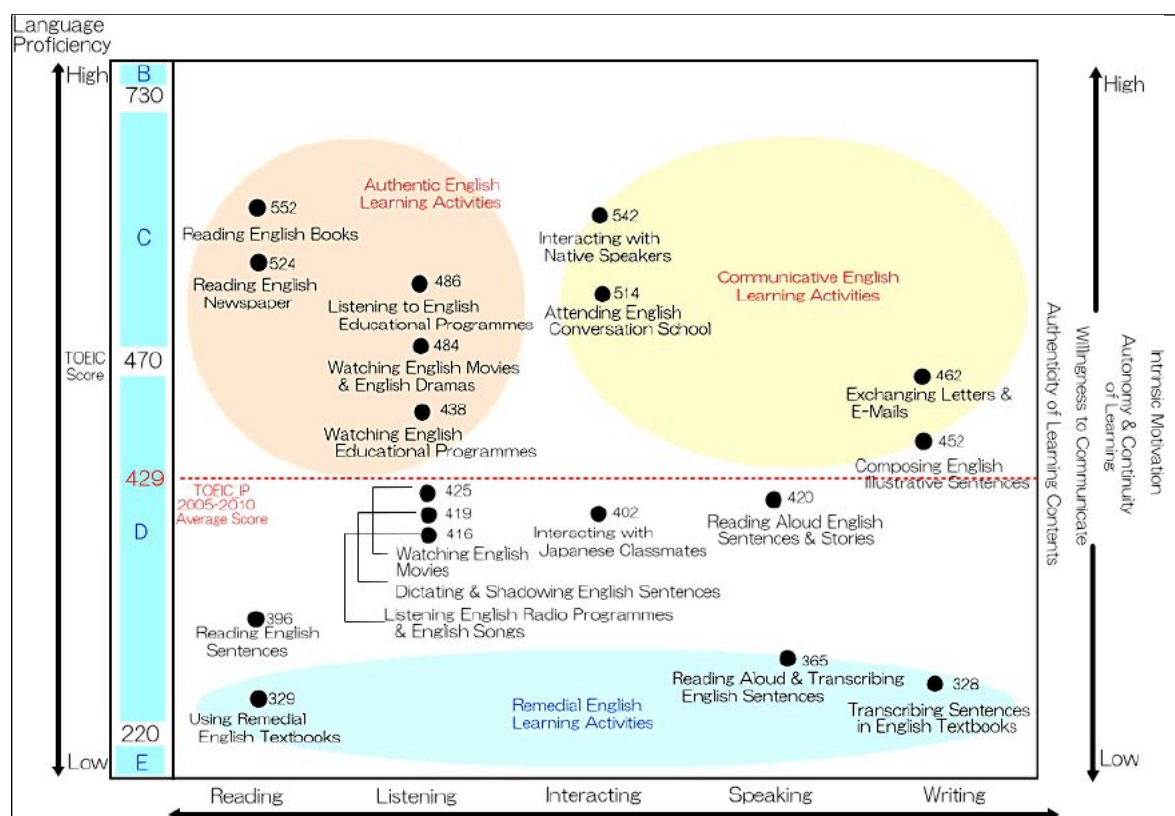 Language
Proficiency
High
B
730
High
Authentic English
Learning Activities
552
Reading English Books
542
Interacting with
Native Speakers
C
524
Reading English
Newspaper
486
Listening to English
Educational Programmes
514
Attending English
Conversation School
Communicative English
Learning Activities
TOEIC
Score
470
484
Watching English Movies
& English Dramas
462
Exchanging Letters &
E-Mails
438
Watching English
Educational Programmes
452
Composing English
Illustrative Sentences
429
TOEIC_IP
2005-2010
Average Score
D
425
419
416
Watching English
Movies
Dictating & Shadowing English Sentences
Listening English Radio Programmes
& English Songs
402
Interacting with
Japanese Classmates
420
Reading Aloud English
Sentences & Stories
396
Reading English
Sentences
365
Reading Aloud & Transcribing
English Sentences
329
Using Remedial
English Textbooks
Remedial English
Learning Activities
328
Transcribing Sentences
in English Textbooks
220
E
Low
Low
Authenticity of Learning Contents
Willingness to Communicate
Autonomy & Continuity
of Learning
Intrinsic Motivation
Reading
Listening
Interacting
Speaking
Writing